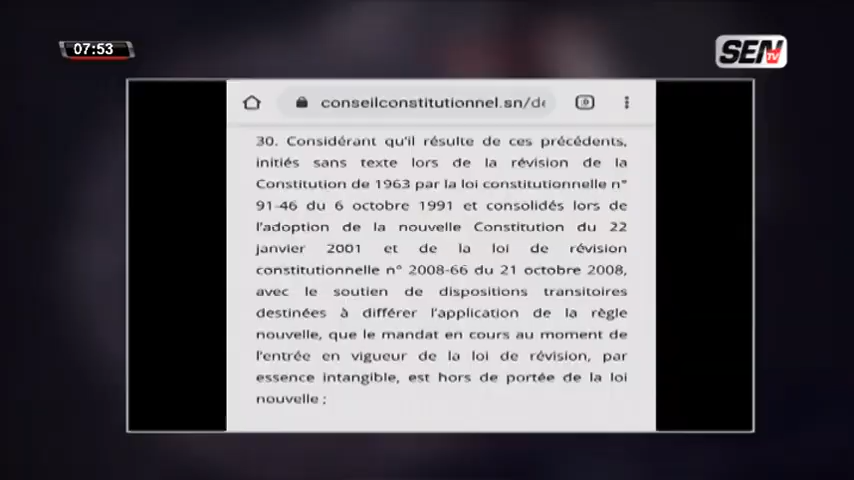 07:53
SEN TV
conseilconstitutionnel.sn/de
30. Considérant qu'il résulte de ces précédents,
initiés sans texte lors de la révision de la
Constitution de 1963 par la loi constitutionnelle n°
91-46 du 6 octobre 1991 et consolidés lors de
l'adoption de la nouvelle Constitution du 22
janvier 2001 et de la loi de révision
constitutionnelle n° 2008-66 du 21 octobre 2008,
avec le soutien de dispositions transitoires
destinées à différer l'application de la règle
nouvelle, que le mandat en cours au moment de
l'entrée en vigueur de la loi de révision, par
essence intangible, est hors de portée de la loi
nouvelle ;